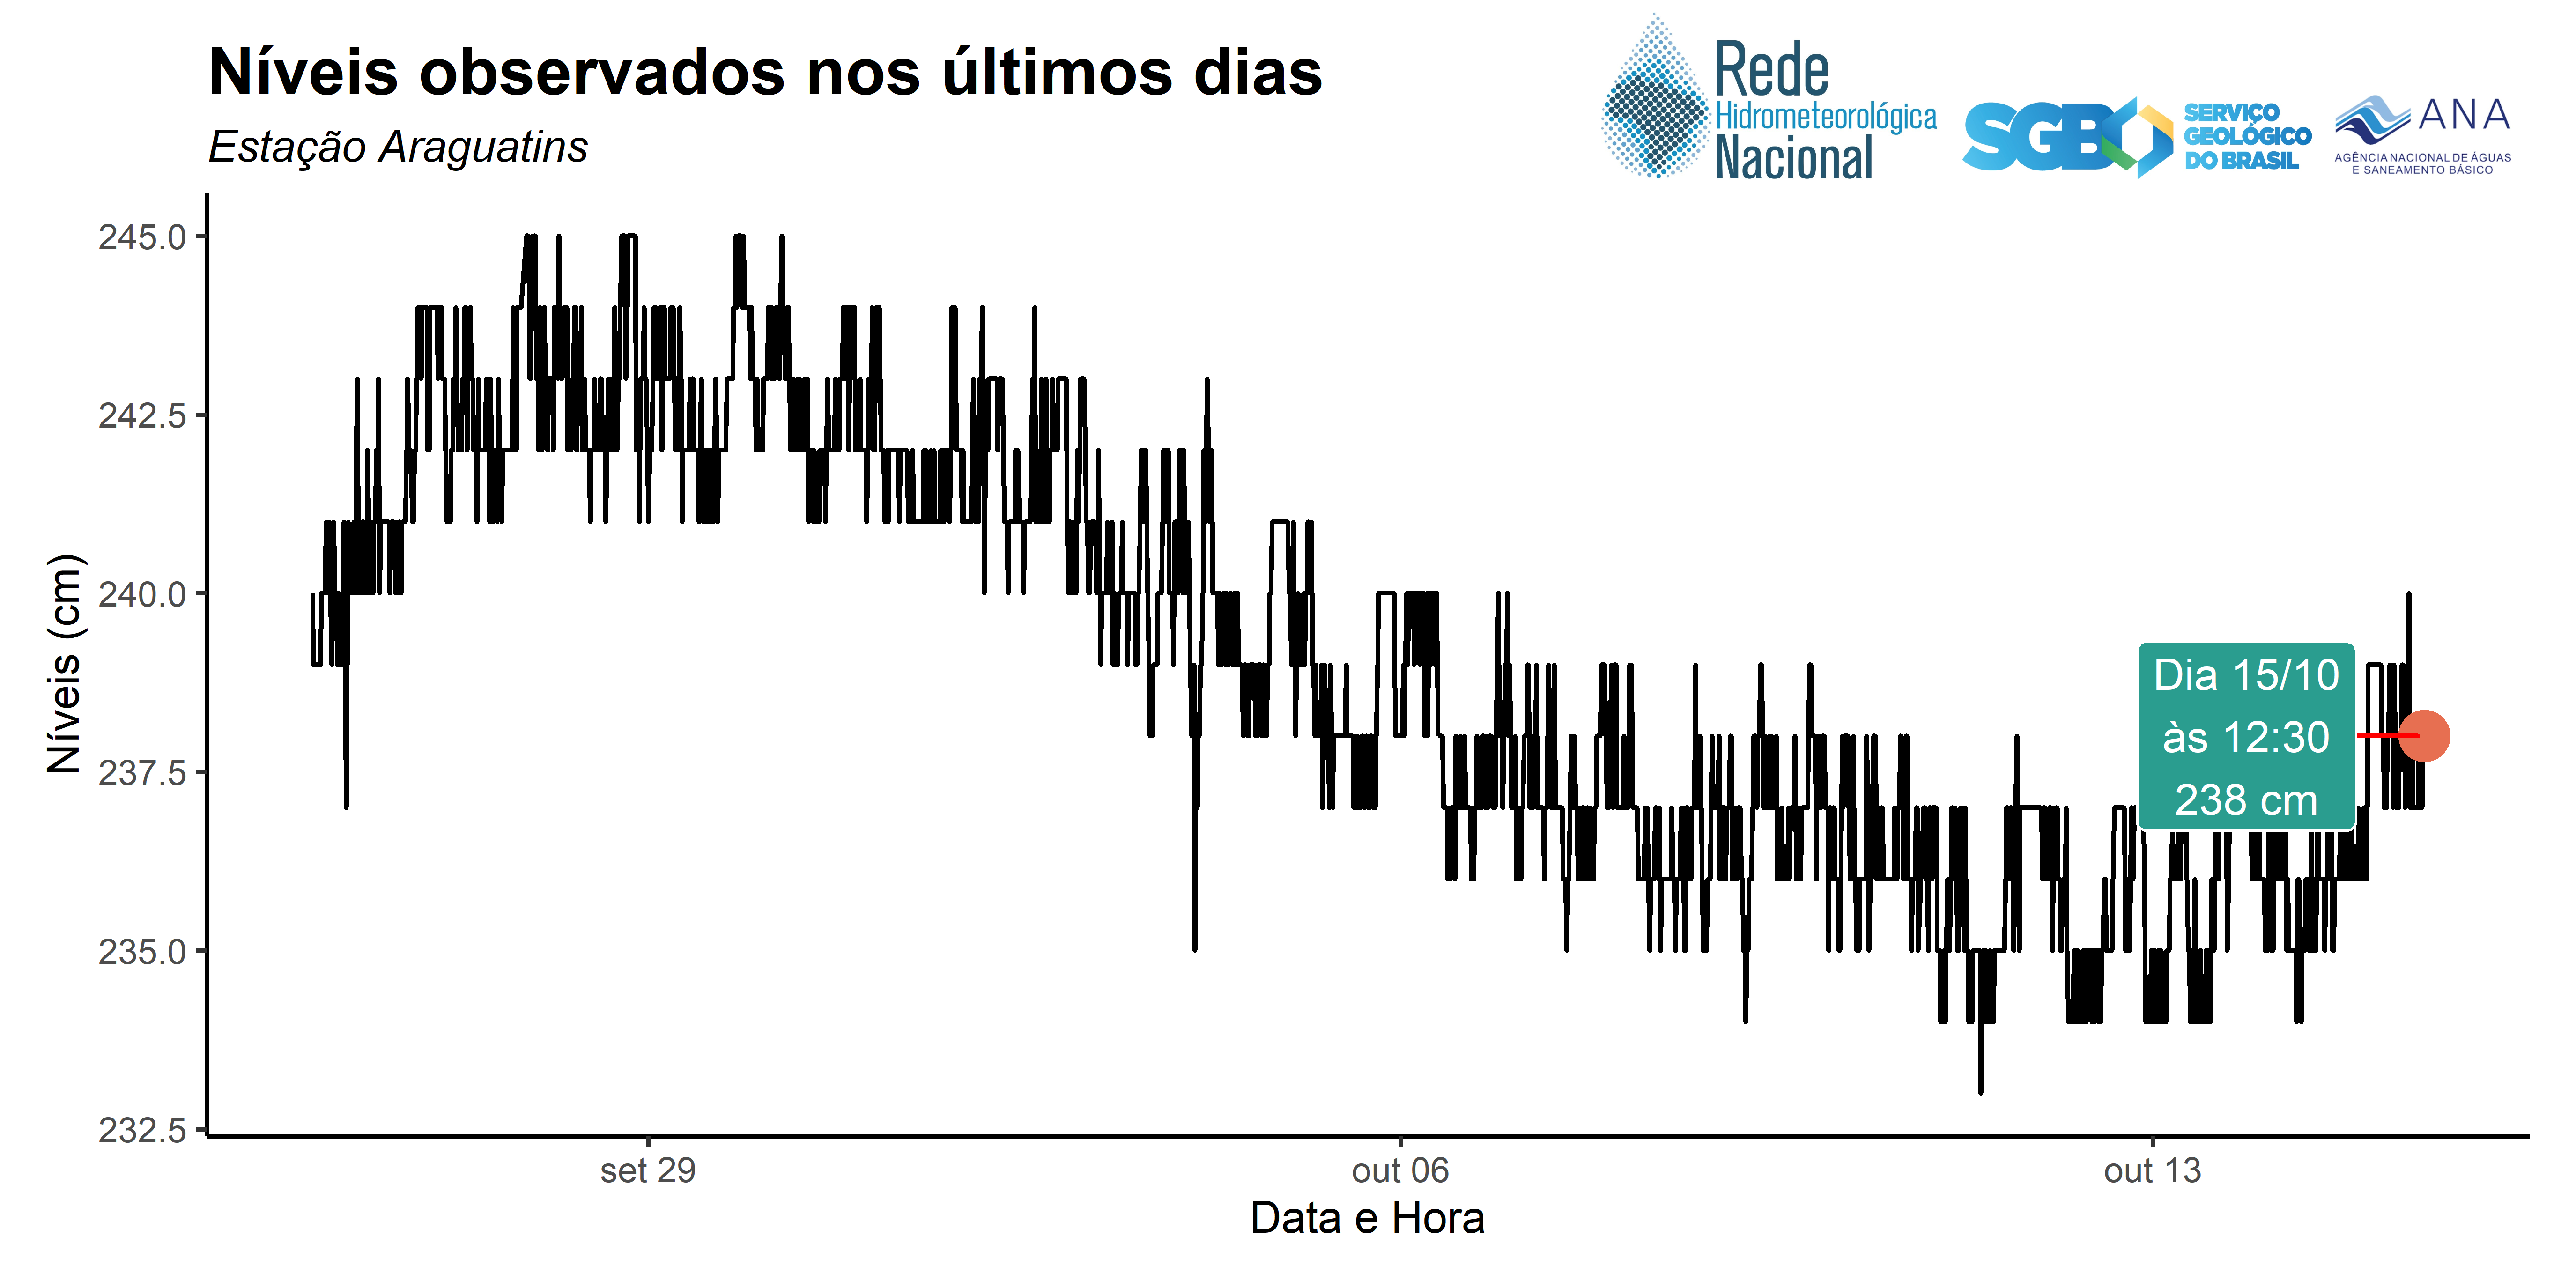 Níveis observados nos últimos dias
Estação Araguatins
Rede
Hidrometeorológica
Nacional
SGB
SERVIÇO
GEOLÓGICO
DO BRASIL
ANA
AGÊNCIA NACIONAL DE ÁGUAS
E SANEAMENTO BÁSICO
Níveis (cm)
245.0
242.5
240.0
237.5
235.0
232.5
Dia 15/10
às 12:30
238 cm
set 29
out 06
out 13
Data e Hora